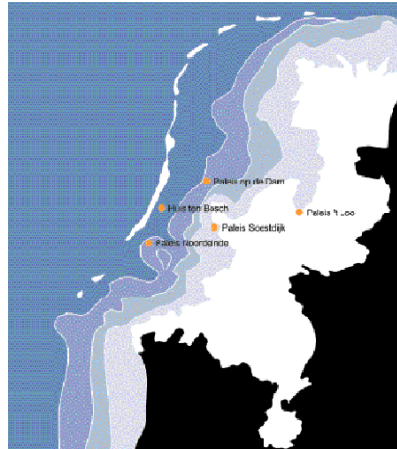 Paleis op de Dam
Huis ten Bosch
Paleis 't Loo
Paleis Soestdijk
Paleis Noordeinde